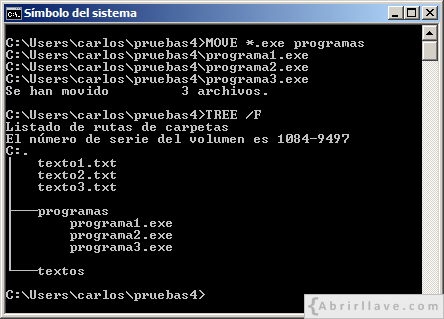 Símbolo del sistema
C:\Users\carlos\pruebas4>MOVE *.exe programas
C:\Users\carlos\pruebas4\programa1.exe
C:\Users\carlos\pruebas4\programa2.exe
C:\Users\carlos\pruebas4\programa3.exe
Se han movido         3 archivos.
C:\Users\carlos\pruebas4>TREE /F
Listado de rutas de carpetas
El número de serie del volumen es 1084-9497
C:.
│   texto1.txt
│   texto2.txt
│   texto3.txt
│
├───programas
│       programa1.exe
│       programa2.exe
│       programa3.exe
│
└───textos
C:\Users\carlos\pruebas4>
{Abrirllave.com